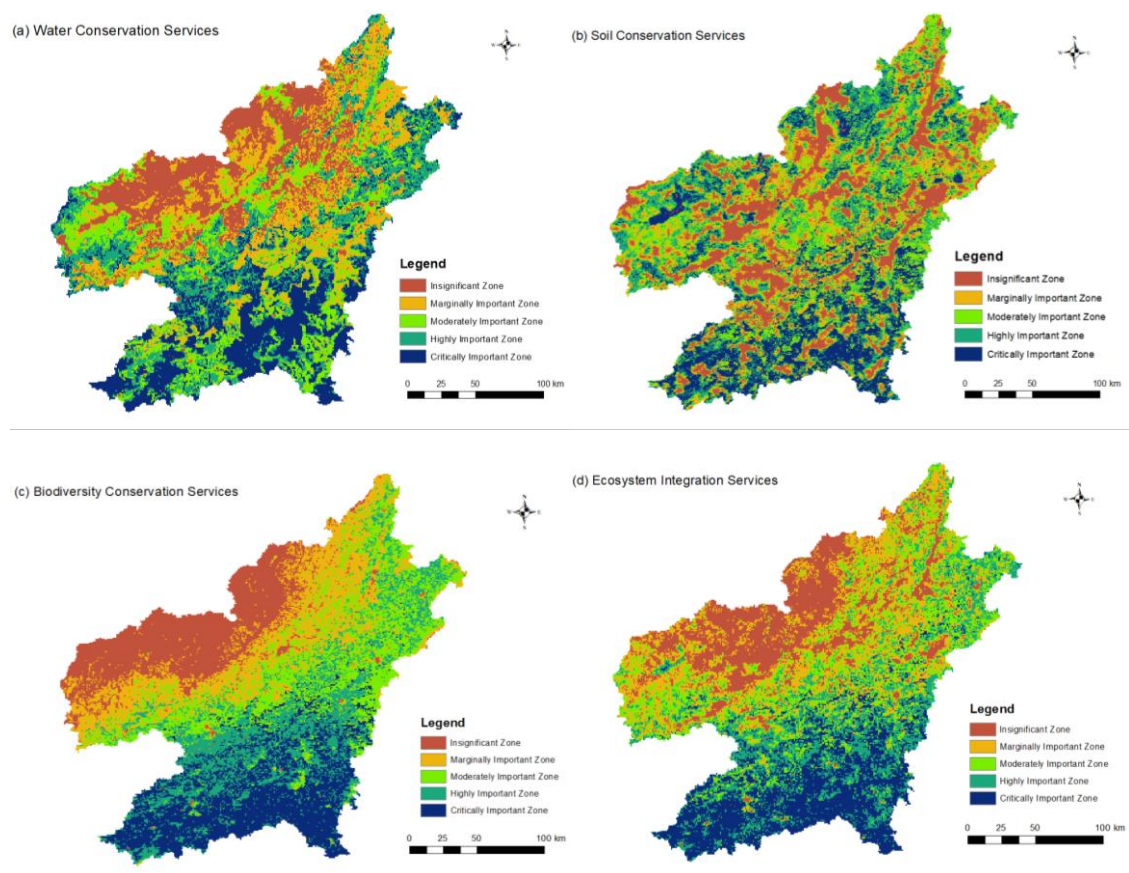 (a) Water Conservation Services
N
W E
S
Legend
Insignificant Zone
Marginally Important Zone
Moderately Important Zone
Highly Important Zone
Critically Important Zone
0 25 50 100 km
(b) Soil Conservation Services
N
W E
S
Legend
Insignificant Zone
Marginally Important Zone
Moderately Important Zone
Highly Important Zone
Critically Important Zone
0 25 50 100 km
(c) Biodiversity Conservation Services
N
W E
S
Legend
Insignificant Zone
Marginally Important Zone
Moderately Important Zone
Highly Important Zone
Critically Important Zone
0 25 50 100 km
(d) Ecosystem Integration Services
N
W E
S
Legend
Insignificant Zone
Marginally Important Zone
Moderately Important Zone
Highly Important Zone
Critically Important Zone
0 25 50 100 km